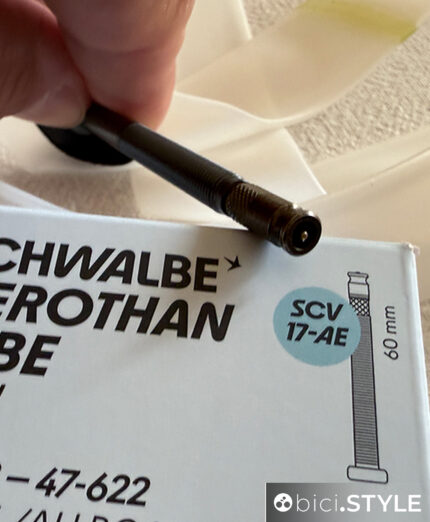 CHWALBE
EROTHAN
BE
SCV
17-AE
60 mm
– 47-622
bici.STYLE